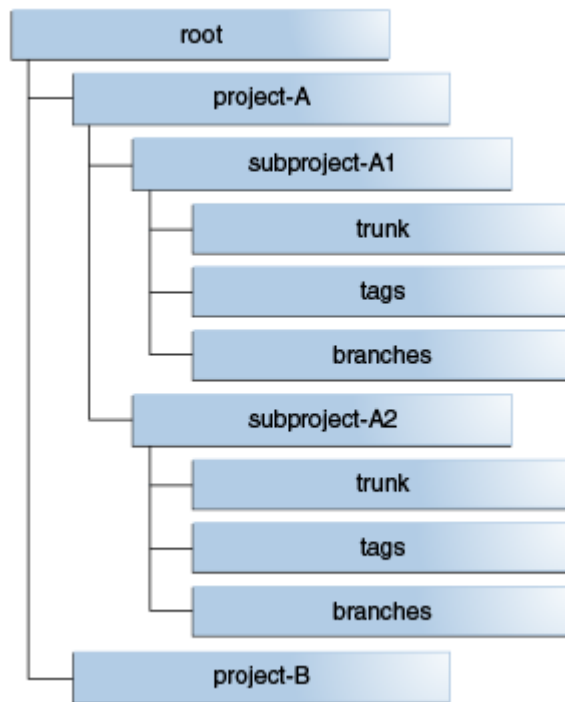 root
project-A
subproject-A1
trunk
tags
branches
subproject-A2
trunk
tags
branches
project-B